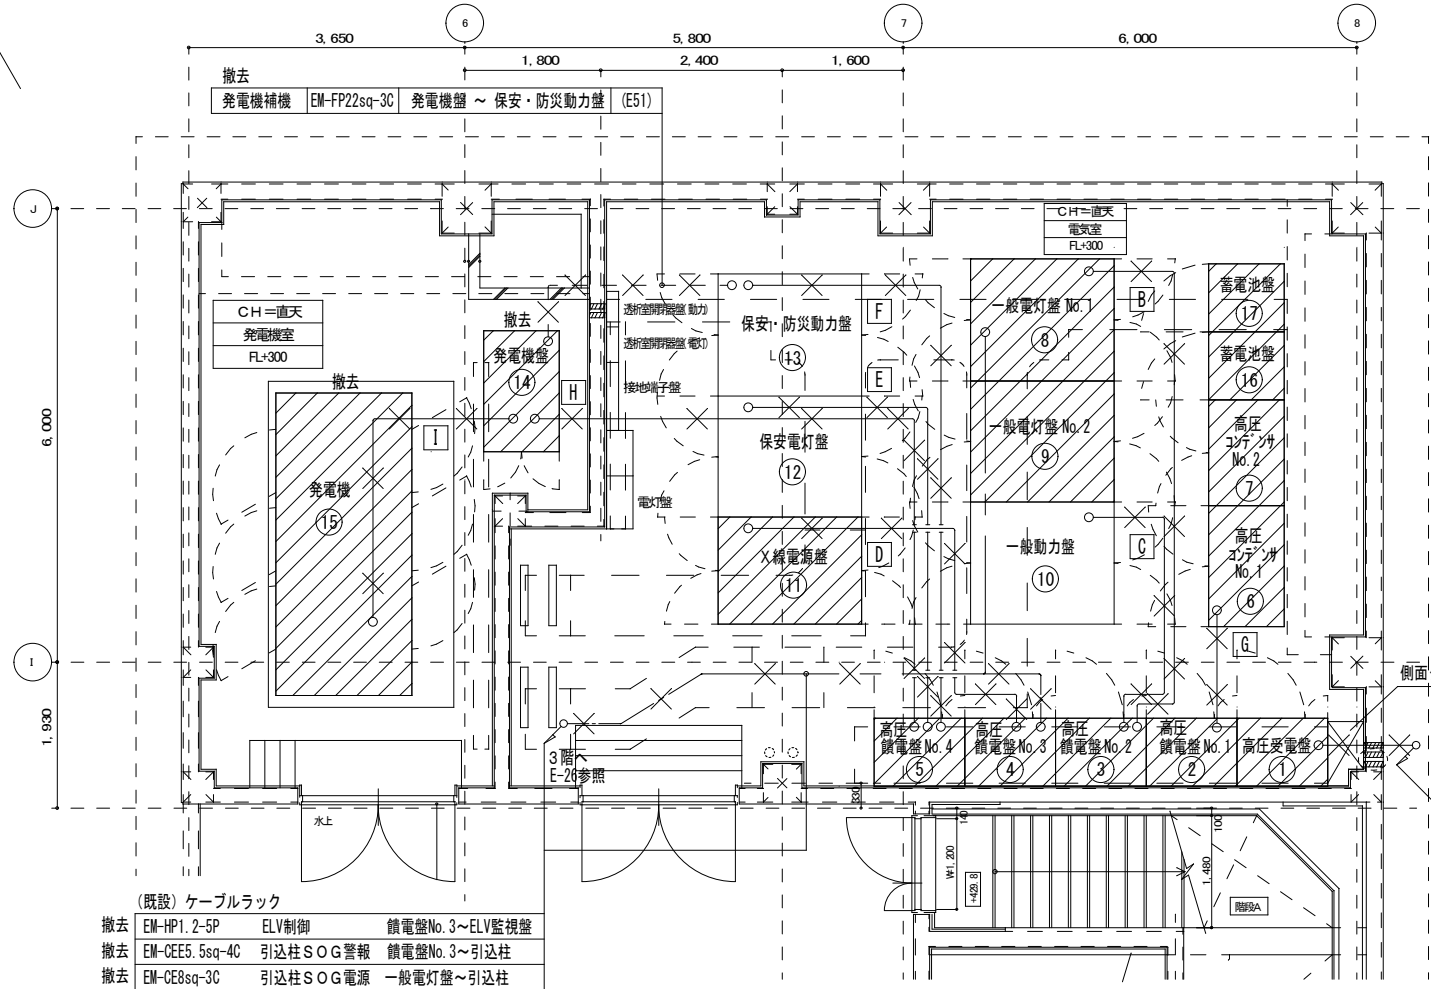 6
7
8
3,650
5,800
6,000
1,800
2,400
1,600
撤去
発電機補機 EM-FP22sq-3C 発電機盤 ～ 保安・防災動力盤 (E51)
J
CH=直天
電気室
FL+300
CH=直天
発電機室
FL+300
撤去
発電機盤
14
H
透析室開閉器盤(動力)
透析室開閉器盤(電灯)
接地端子盤
電灯盤
保安・防災動力盤
13
F
E
保安電灯盤
12
X線電源盤
11
D
一般電灯盤 No.1
8
B
一般電灯盤 No.2
9
一般動力盤
10
C
蓄電池盤
17
蓄電池盤
16
高圧
コンデンサ
No.2
7
高圧
コンデンサ
No.1
6
G
撤去
発電機
15
I
6,000
I
1,930
側面
高圧
饋電盤No.4
5
高圧
饋電盤No.3
4
高圧
饋電盤No.2
3
高圧
饋電盤No.1
2
高圧受電盤
1
3階へ
E-26参照
水上
330
140
W=1,200
+429.8
100
1,480
階段A
(既設) ケーブルラック
撤去 EM-HP1.2-5P ELV制御 饋電盤No.3～ELV監視盤
撤去 EM-CEE5.5sq-4C 引込柱SOG警報 饋電盤No.3～引込柱
撤去 EM-CE8sq-3C 引込柱SOG電源 一般電灯盤～引込柱